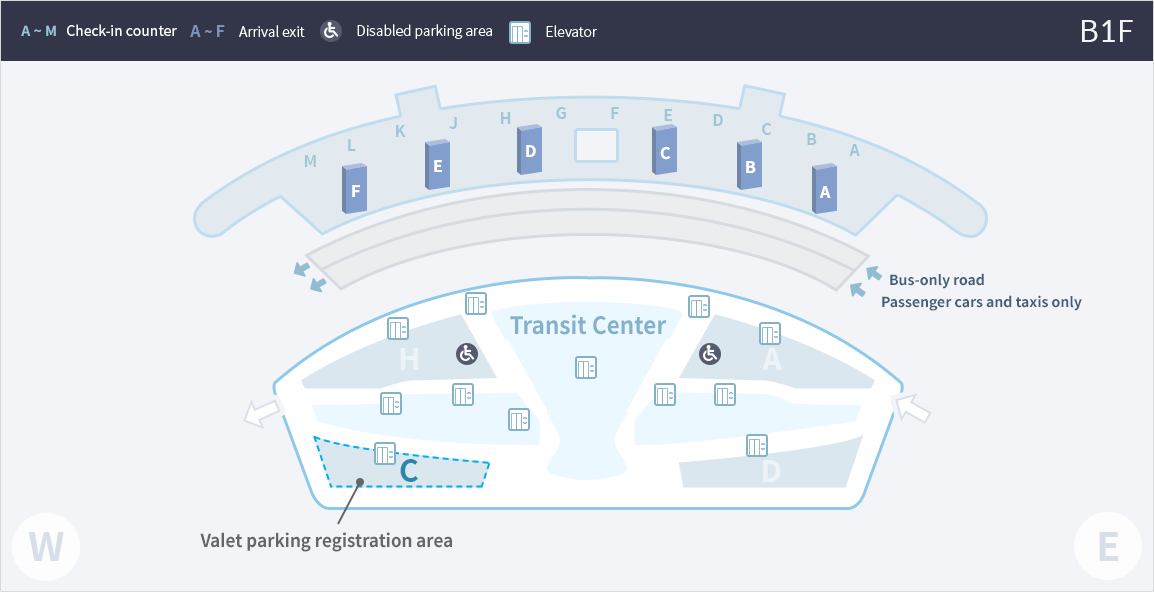 A ~ M Check-in counter A ~ F Arrival exit Disabled parking area Elevator B1F
M L K J H G F E D C B A
F E D C B A
Bus-only road
Passenger cars and taxis only
Transit Center
H A
C D
Valet parking registration area
W E